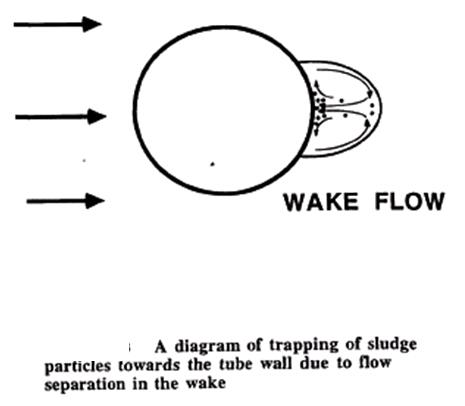 WAKE FLOW
A diagram of trapping of sludge
particles towards the tube wall due to flow
separation in the wake